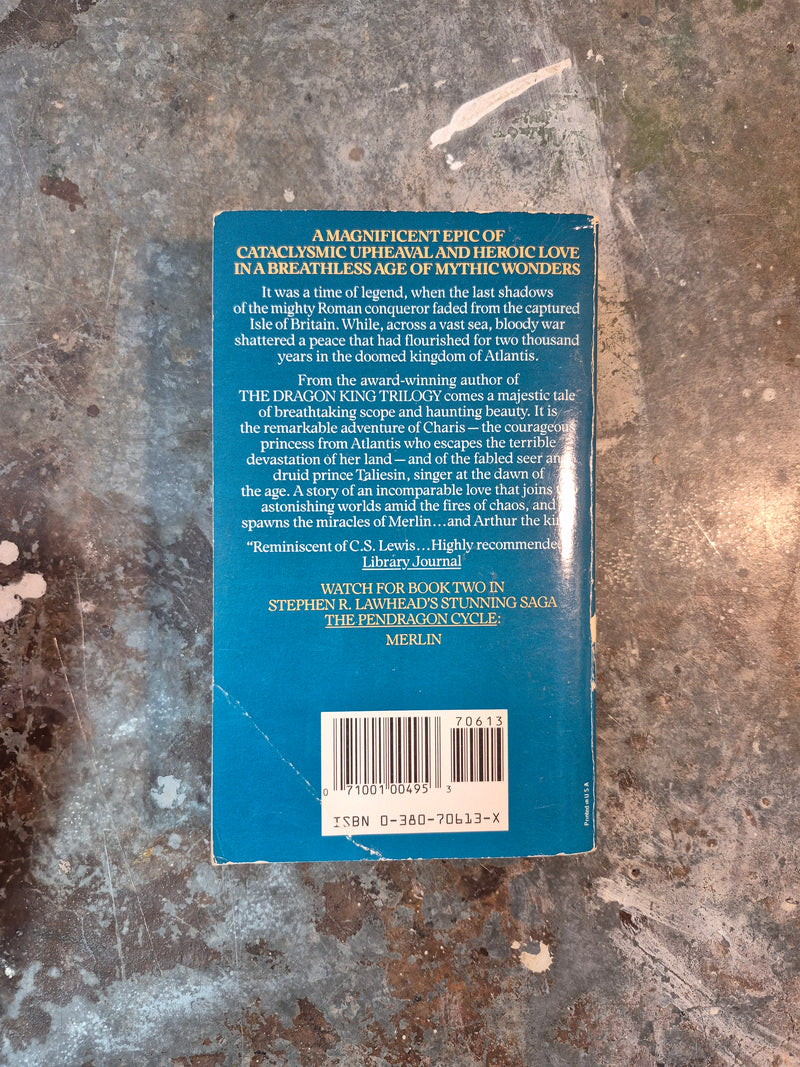 A MAGNIFICENT EPIC OF
CATACLYSMIC UPHEAVAL AND HEROIC LOVE
IN A BREATHLESS AGE OF MYTHIC WONDERS
It was a time of legend, when the last shadows
of the mighty Roman conqueror faded from the captured
Isle of Britain. While, across a vast sea, bloody war
shattered a peace that had flourished for two thousand
years in the doomed kingdom of Atlantis.
From the award-winning author of
THE DRAGON KING TRILOGY comes a majestic tale
of breathtaking scope and haunting beauty. It is
the remarkable adventure of Charis—the courageous
princess from Atlantis who escapes the terrible
devastation of her land—and of the fabled seer and
druid prince Taliesin, singer at the dawn of
the age. A story of an incomparable love that joins two
astonishing worlds amid the fires of chaos, and
spawns the miracles of Merlin...and Arthur the king
"Reminiscent of C.S. Lewis...Highly recommended
Library Journal
WATCH FOR BOOK TWO IN
STEPHEN R. LAWHEAD'S STUNNING SAGA
THE PENDRAGON CYCLE:
MERLIN
70613
0 71001 00495 3
ISBN 0-380-70613-X
Printed in U.S.A